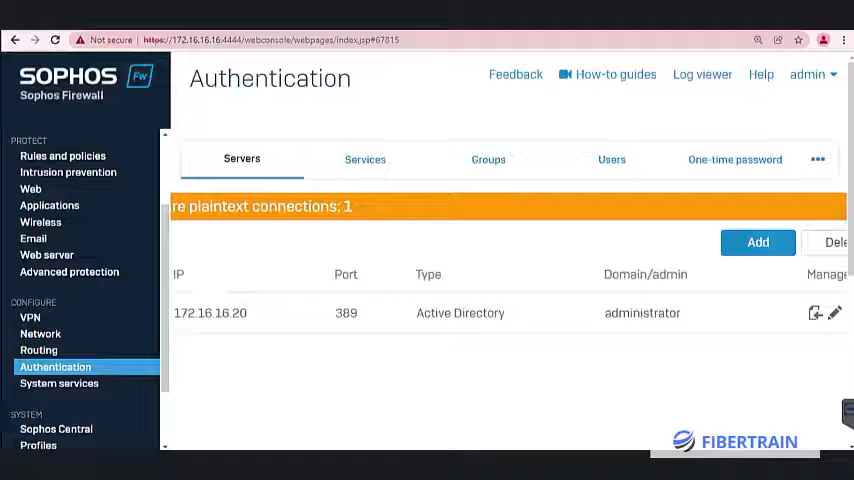 Not secure https://172.16.16.16:4444/webconsole/webpages/index.jsp#67815
SOPHOS Fw
Sophos Firewall
Authentication
Feedback How-to guides Log viewer Help admin
PROTECT
Rules and policies
Intrusion prevention
Web
Applications
Wireless
Email
Web server
Advanced protection
CONFIGURE
VPN
Network
Routing
Authentication
System services
SYSTEM
Sophos Central
Profiles
Servers Services Groups Users One-time password
re plaintext connections: 1
Add Dele
IP Port Type Domain/admin Manage
172.16.16.20 389 Active Directory administrator
FIBERTRAIN